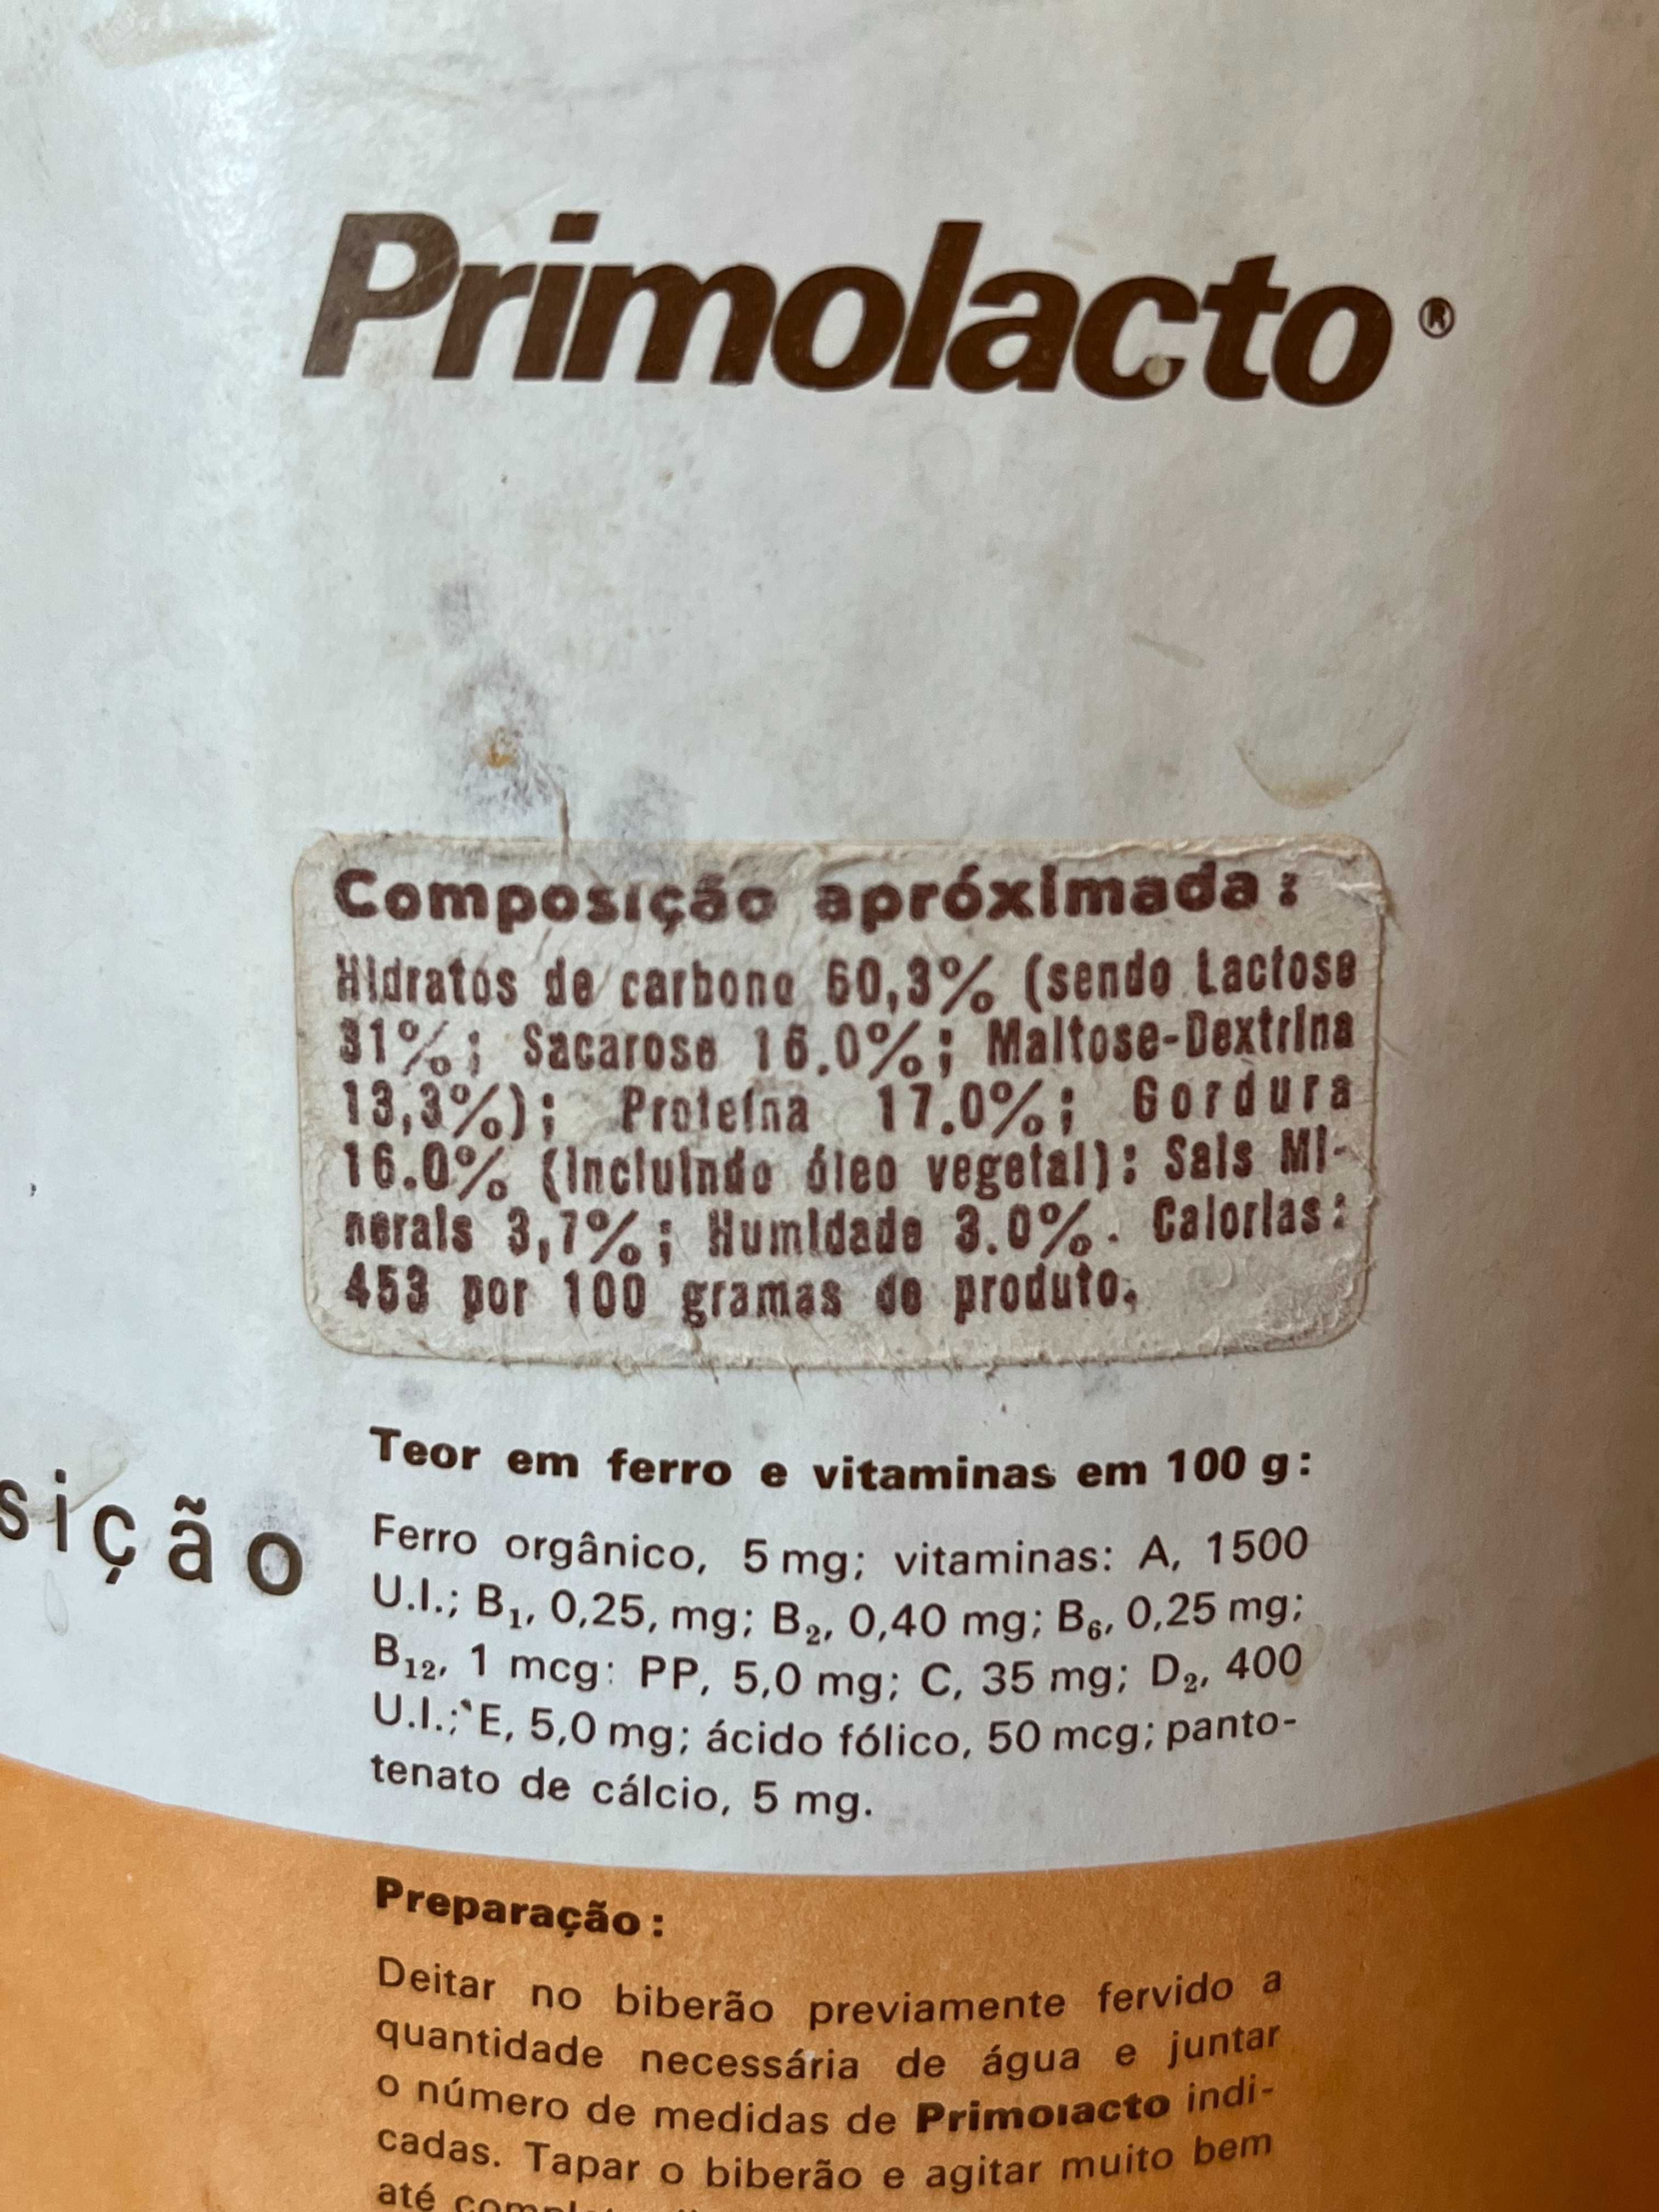 Primolacto®
Composição apróximada:
Hidratos de carbono 60,3% (sendo Lactose
31%; Sacarose 16.0%; Maltose-Dextrina
13,3%); Proteína 17.0%; Gordura
16.0% (incluindo óleo vegetal): Sais Mi-
nerais 3,7%; Humidade 3.0%. Calorias:
453 por 100 gramas de produto.
sição
Teor em ferro e vitaminas em 100 g:
Ferro orgânico, 5 mg; vitaminas: A, 1500
U.I.; B₁, 0,25, mg; B₂, 0,40 mg; B₆, 0,25 mg;
B₁₂, 1 mcg: PP, 5,0 mg; C, 35 mg; D₂, 400
U.I.; E, 5,0 mg; ácido fólico, 50 mcg; panto-
tenato de cálcio, 5 mg.
Preparação:
Deitar no biberão previamente fervido a
quantidade necessária de água e juntar
o número de medidas de Primolacto indi-
cadas. Tapar o biberão e agitar muito bem
até